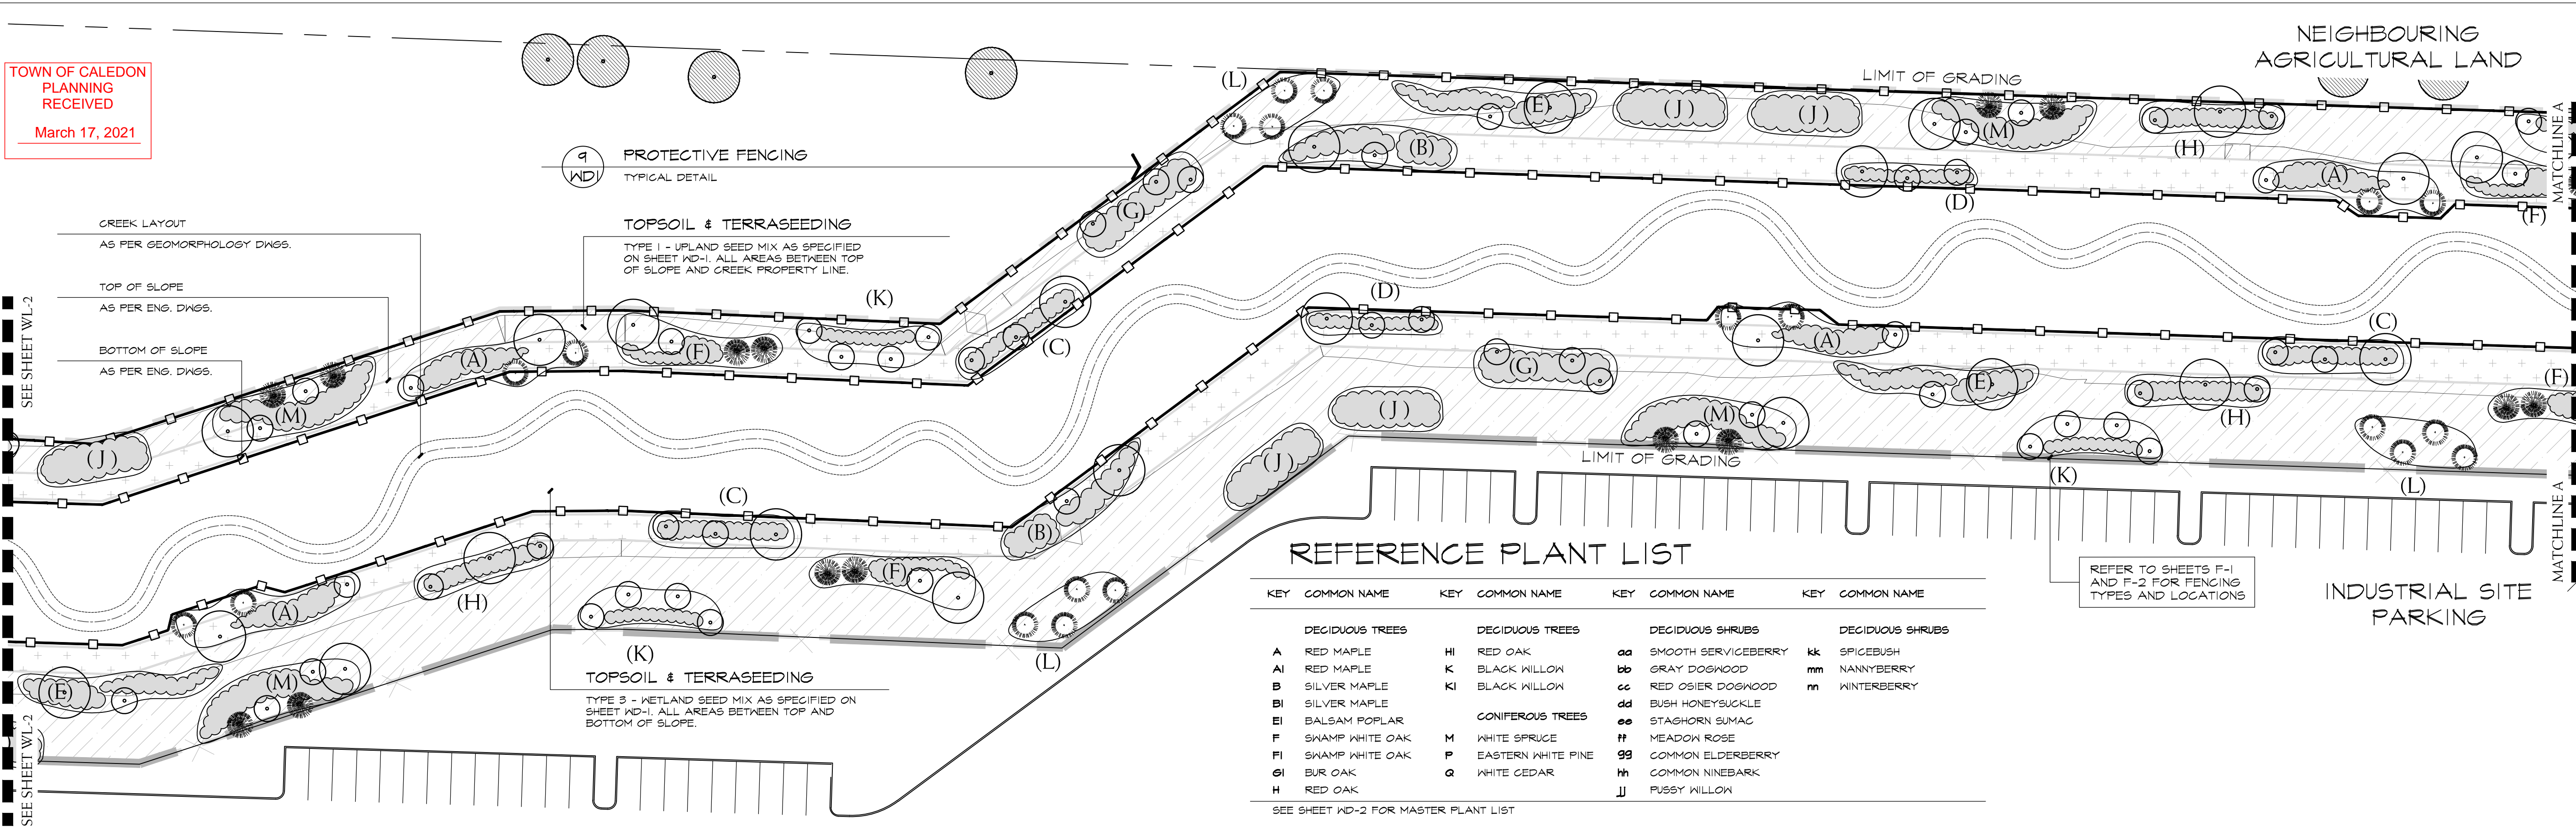 TOWN OF CALEDON
PLANNING
RECEIVED
March 17, 2021
NEIGHBOURING
AGRICULTURAL LAND
LIMIT OF GRADING
MATCHLINE A
9
WD1
PROTECTIVE FENCING
TYPICAL DETAIL
CREEK LAYOUT
AS PER GEOMORPHOLOGY DWGS.
TOP OF SLOPE
AS PER ENG. DWGS.
BOTTOM OF SLOPE
AS PER ENG. DWGS.
TOPSOIL & TERRASEEDING
TYPE 1 - UPLAND SEED MIX AS SPECIFIED
ON SHEET WD-1. ALL AREAS BETWEEN TOP
OF SLOPE AND CREEK PROPERTY LINE.
SEE SHEET WL-2
(L)
(E)
(J)
(J)
(M)
(H)
(B)
(D)
(A)
(F)
(G)
(K)
(C)
(A)
(F)
(M)
(J)
(D)
(A)
(C)
(G)
(E)
(F)
(J)
(M)
(H)
(J)
(K)
(L)
LIMIT OF GRADING
(C)
(B)
(F)
(H)
(A)
(K)
(L)
(M)
(E)
SEE SHEET WL-2
MATCHLINE A
TOPSOIL & TERRASEEDING
TYPE 3 - WETLAND SEED MIX AS SPECIFIED ON
SHEET WD-1. ALL AREAS BETWEEN TOP AND
BOTTOM OF SLOPE.
REFER TO SHEETS F-1
AND F-2 FOR FENCING
TYPES AND LOCATIONS
INDUSTRIAL SITE
PARKING
REFERENCE PLANT LIST
KEY COMMON NAME KEY COMMON NAME KEY COMMON NAME KEY COMMON NAME
DECIDUOUS TREES DECIDUOUS TREES DECIDUOUS SHRUBS DECIDUOUS SHRUBS
A RED MAPLE H1 RED OAK aa SMOOTH SERVICEBERRY kk SPICEBUSH
A1 RED MAPLE K BLACK WILLOW bb GRAY DOGWOOD mm NANNYBERRY
B SILVER MAPLE K1 BLACK WILLOW cc RED OSIER DOGWOOD nn WINTERBERRY
B1 SILVER MAPLE dd BUSH HONEYSUCKLE
E1 BALSAM POPLAR CONIFEROUS TREES ee STAGHORN SUMAC
F SWAMP WHITE OAK M WHITE SPRUCE ff MEADOW ROSE
F1 SWAMP WHITE OAK P EASTERN WHITE PINE gg COMMON ELDERBERRY
G1 BUR OAK Q WHITE CEDAR hh COMMON NINEBARK
H RED OAK jj PUSSY WILLOW
SEE SHEET WD-2 FOR MASTER PLANT LIST